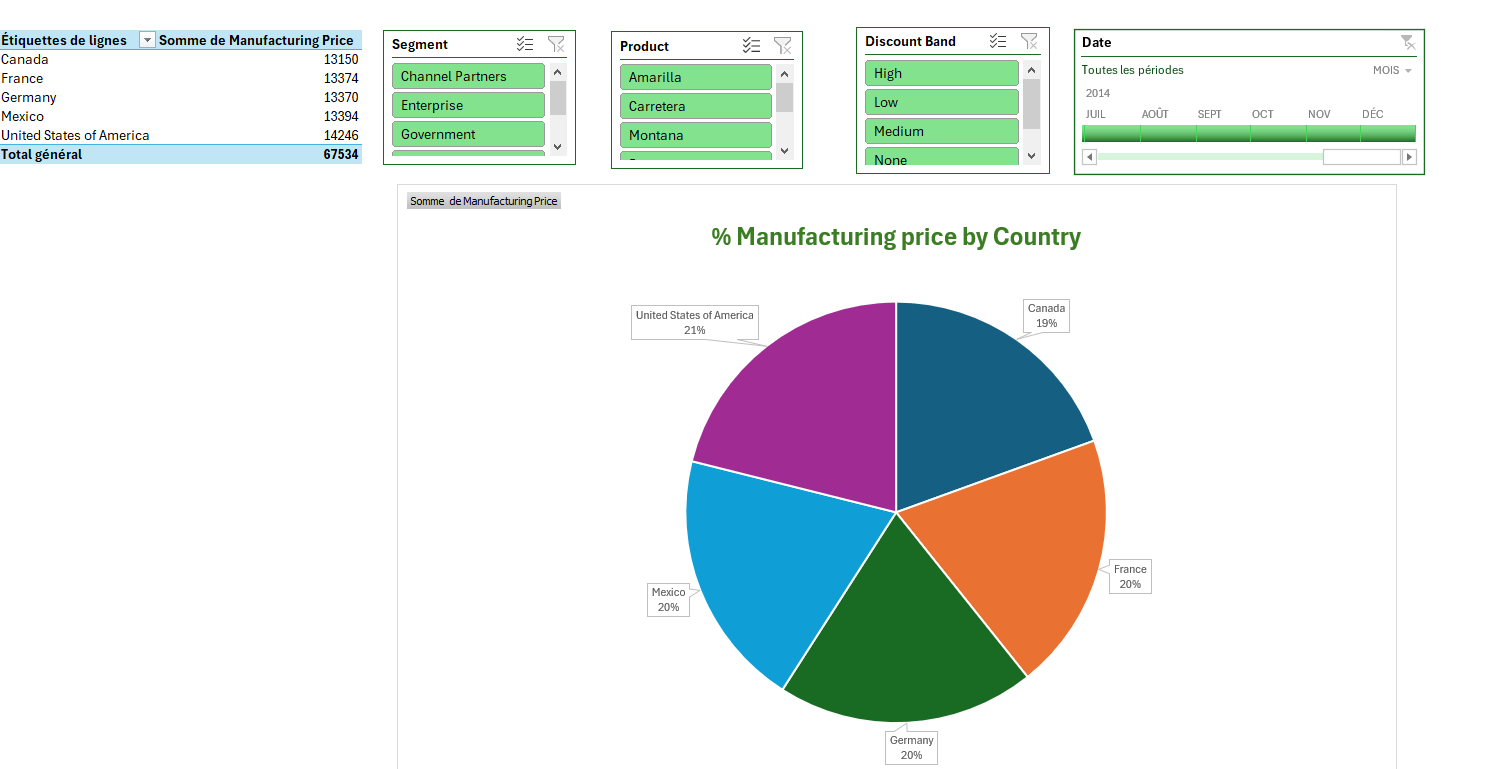 Étiquettes de lignes Somme de Manufacturing Price
Canada 13150
France 13374
Germany 13370
Mexico 13394
United States of America 14246
Total général 67534
Segment
Channel Partners
Enterprise
Government
Product
Amarilla
Carretera
Montana
Discount Band
High
Low
Medium
None
Date
Toutes les périodes MOIS
2014
JUIL AOÛT SEPT OCT NOV DÉC
Somme de Manufacturing Price
% Manufacturing price by Country
United States of America
21%
Canada
19%
France
20%
Mexico
20%
Germany
20%